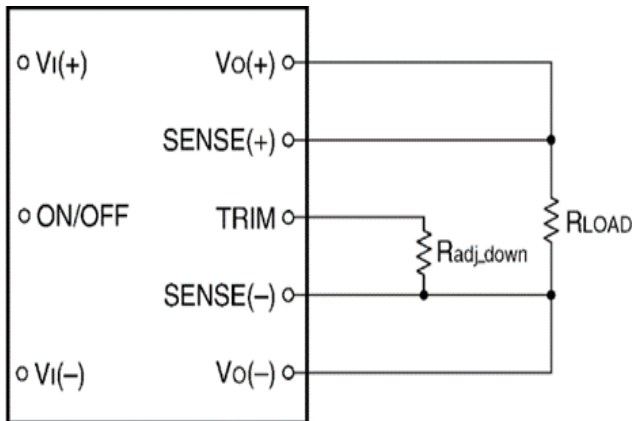 VI(+) VO(+)
SENSE(+)
ON/OFF TRIM RLOAD
Radj_down
SENSE(–)
VI(–) VO(–)